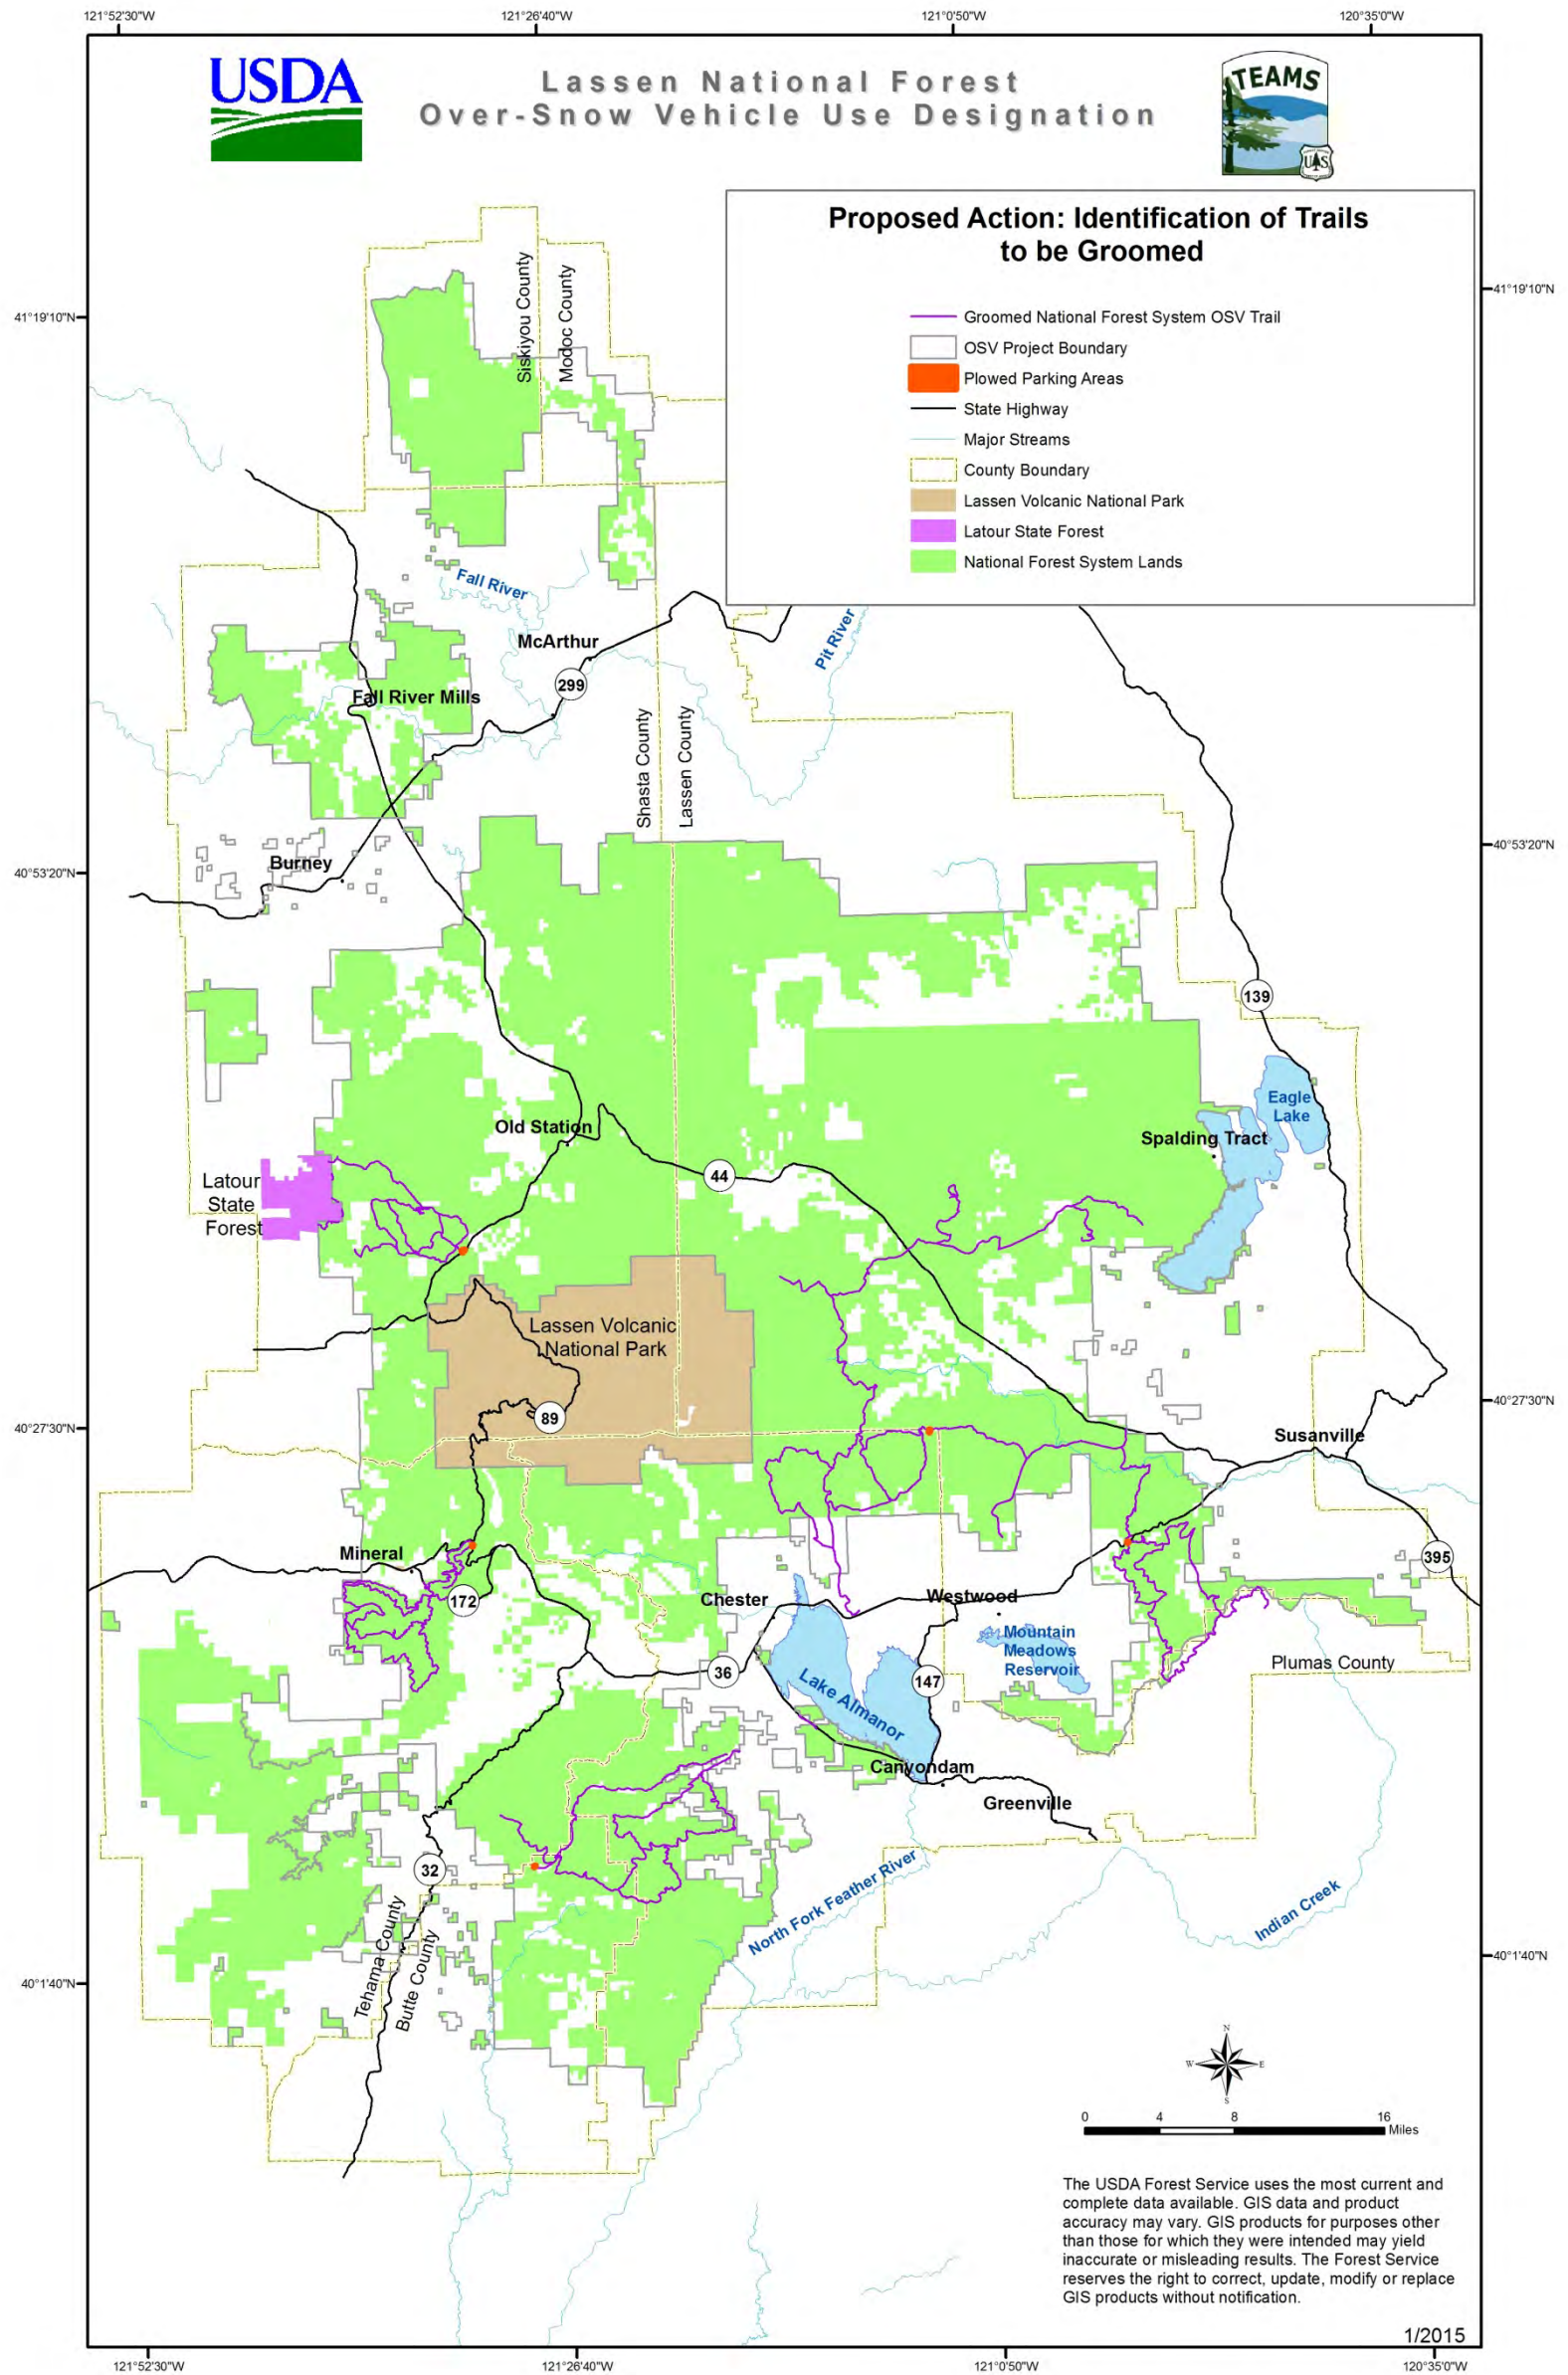 121°52'30"W
121°26'40"W
121°0'50"W
120°35'0"W
USDA
Lassen National Forest
Over-Snow Vehicle Use Designation
TEAMS
U S
Proposed Action: Identification of Trails
to be Groomed
Groomed National Forest System OSV Trail
OSV Project Boundary
Plowed Parking Areas
State Highway
Major Streams
County Boundary
Lassen Volcanic National Park
Latour State Forest
National Forest System Lands
41°19'10"N
41°19'10"N
Siskiyou County
Modoc County
Fall River
McArthur
299
Pit River
Fall River Mills
Shasta County
Lassen County
Burney
40°53'20"N
40°53'20"N
139
Eagle
Lake
Old Station
Spalding Tract
44
Latour
State
Forest
Lassen Volcanic
National Park
89
40°27'30"N
40°27'30"N
Susanville
395
Mineral
172
Chester
Westwood
Mountain
Meadows
Reservoir
36
147
Plumas County
Lake Almanor
Canyondam
Greenville
32
North Fork Feather River
Indian Creek
Tehama County
Butte County
40°1'40"N
40°1'40"N
N
W
E
S
0
4
8
16
Miles
The USDA Forest Service uses the most current and
complete data available. GIS data and product
accuracy may vary. GIS products for purposes other
than those for which they were intended may yield
inaccurate or misleading results. The Forest Service
reserves the right to correct, update, modify or replace
GIS products without notification.
1/2015
121°52'30"W
121°26'40"W
121°0'50"W
120°35'0"W